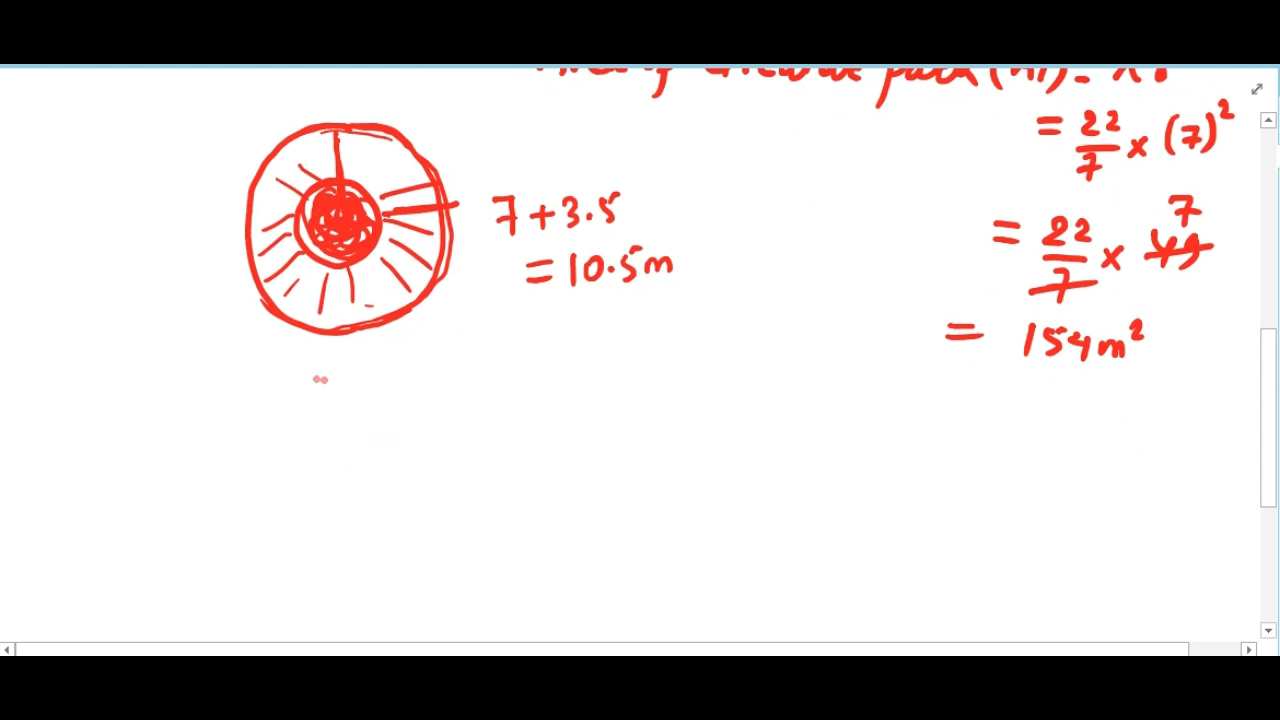 = 22/7 × (7)²
7 + 3.5
= 10.5m
= 22/7 × 49 7
= 154m²